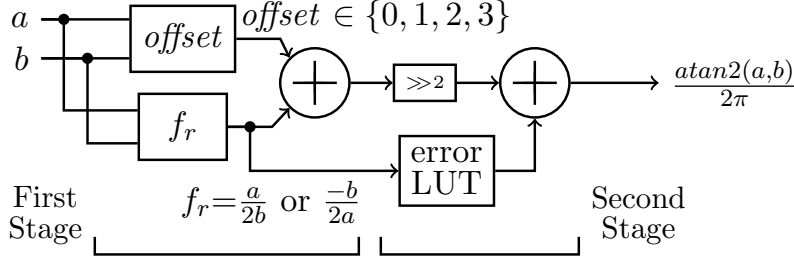 a
b
offset
offset ∈ {0, 1, 2, 3}
f_r
+
≫2
+
atan2(a,b)/2π
error
LUT
f_r=a/2b or -b/2a
First
Stage
Second
Stage